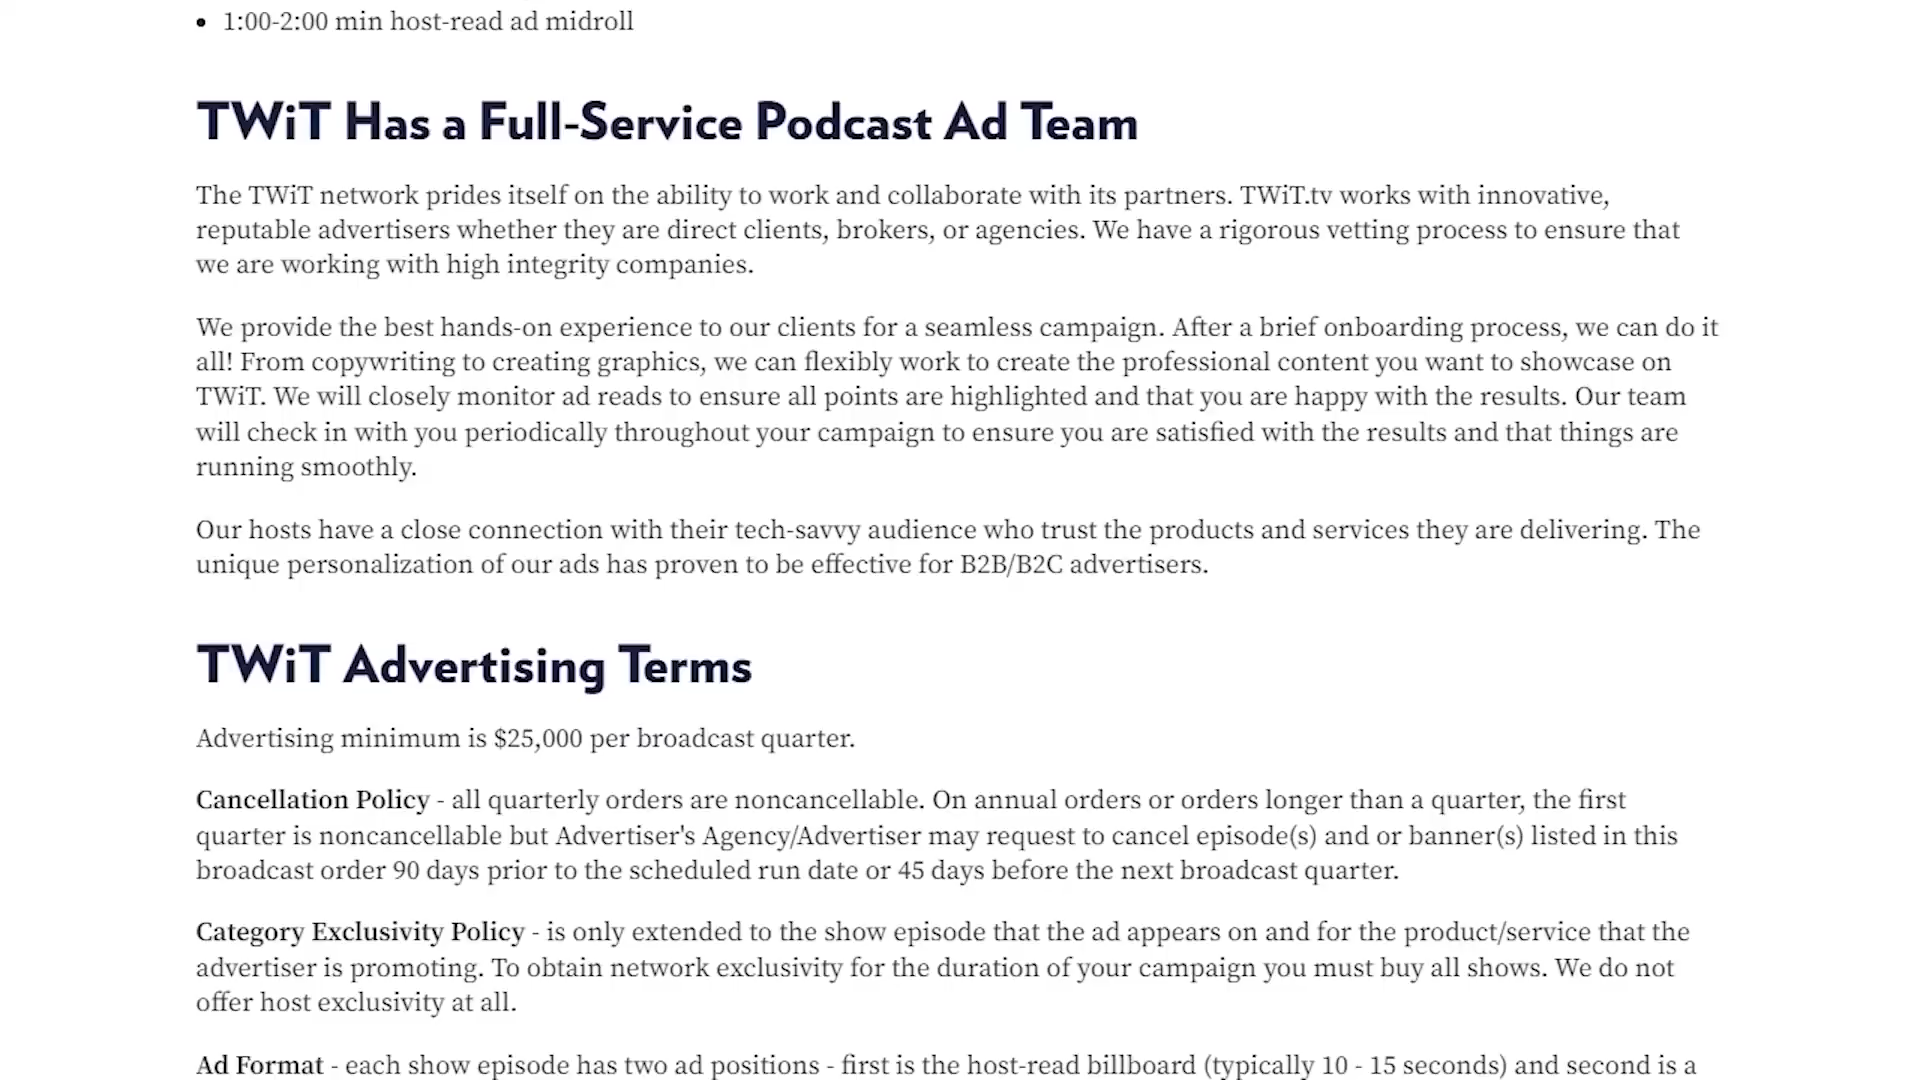 • 1:00-2:00 min host-read ad midroll
TWiT Has a Full-Service Podcast Ad Team
The TWiT network prides itself on the ability to work and collaborate with its partners. TWiT.tv works with innovative,
reputable advertisers whether they are direct clients, brokers, or agencies. We have a rigorous vetting process to ensure that
we are working with high integrity companies.
We provide the best hands-on experience to our clients for a seamless campaign. After a brief onboarding process, we can do it
all! From copywriting to creating graphics, we can flexibly work to create the professional content you want to showcase on
TWiT. We will closely monitor ad reads to ensure all points are highlighted and that you are happy with the results. Our team
will check in with you periodically throughout your campaign to ensure you are satisfied with the results and that things are
running smoothly.
Our hosts have a close connection with their tech-savvy audience who trust the products and services they are delivering. The
unique personalization of our ads has proven to be effective for B2B/B2C advertisers.
TWiT Advertising Terms
Advertising minimum is $25,000 per broadcast quarter.
Cancellation Policy - all quarterly orders are noncancellable. On annual orders or orders longer than a quarter, the first
quarter is noncancellable but Advertiser's Agency/Advertiser may request to cancel episode(s) and or banner(s) listed in this
broadcast order 90 days prior to the scheduled run date or 45 days before the next broadcast quarter.
Category Exclusivity Policy - is only extended to the show episode that the ad appears on and for the product/service that the
advertiser is promoting. To obtain network exclusivity for the duration of your campaign you must buy all shows. We do not
offer host exclusivity at all.
Ad Format - each show episode has two ad positions - first is the host-read billboard (typically 10 - 15 seconds) and second is a